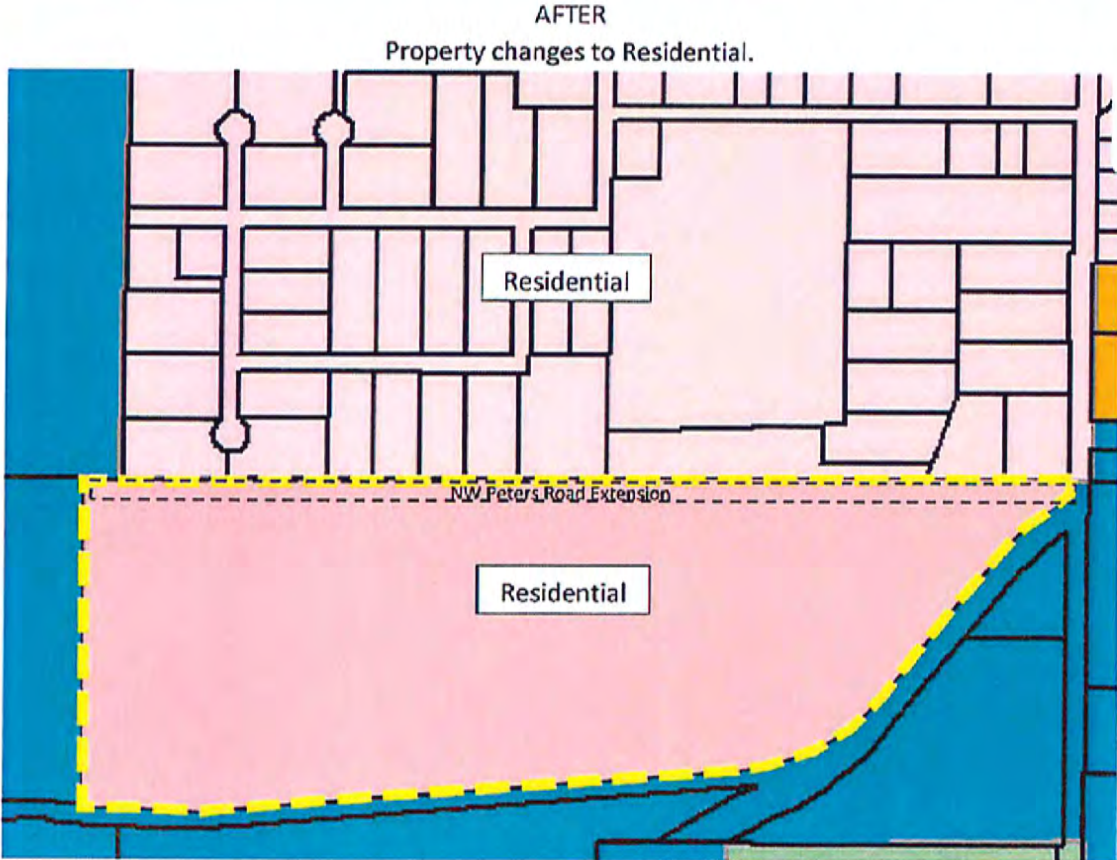 AFTER
Property changes to Residential.
Residential
NW Peters Road Extension
Residential